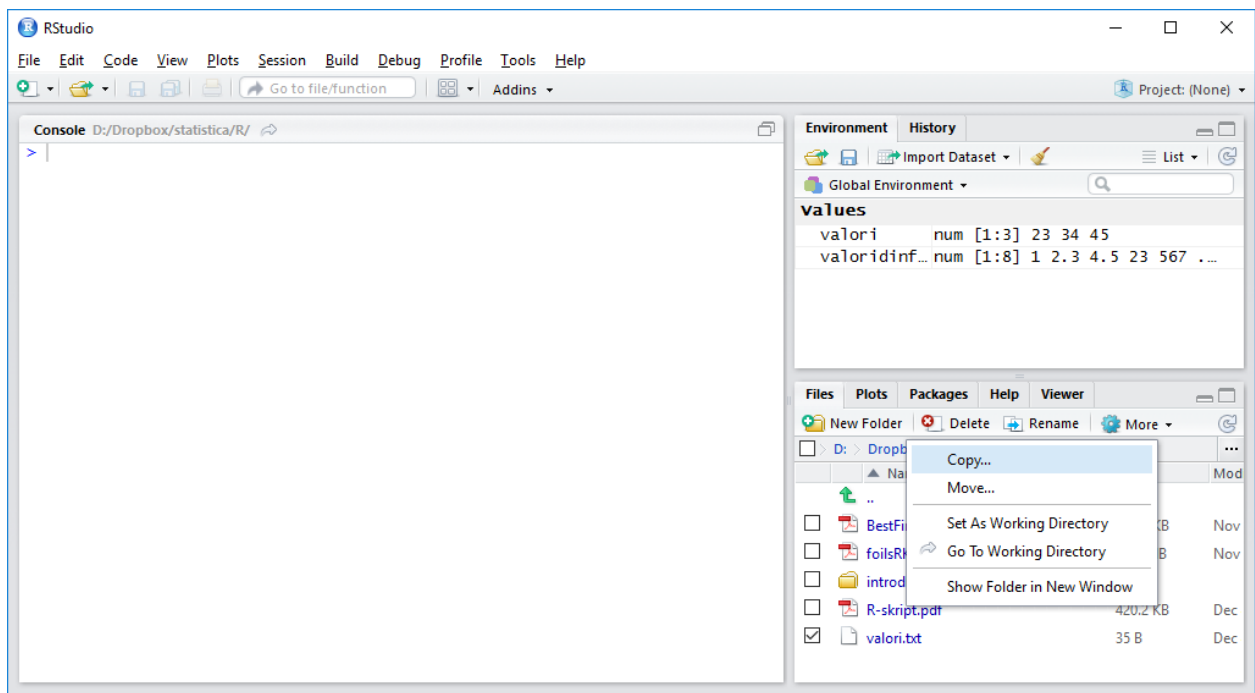 RStudio
File Edit Code View Plots Session Build Debug Profile Tools Help
Go to file/function Addins Project: (None)
Console D:/Dropbox/statistica/R/
>
Environment History
Import Dataset List
Global Environment
Values
valori num [1:3] 23 34 45
valoridinf… num [1:8] 1 2.3 4.5 23 567 .…
Files Plots Packages Help Viewer
New Folder Delete Rename More
D: Dropb ...
Na Mod
..
BestFi KB Nov
foilsR B Nov
introd
R-skript.pdf 420.2 KB Dec
valori.txt 35 B Dec
Copy...
Move...
Set As Working Directory
Go To Working Directory
Show Folder in New Window